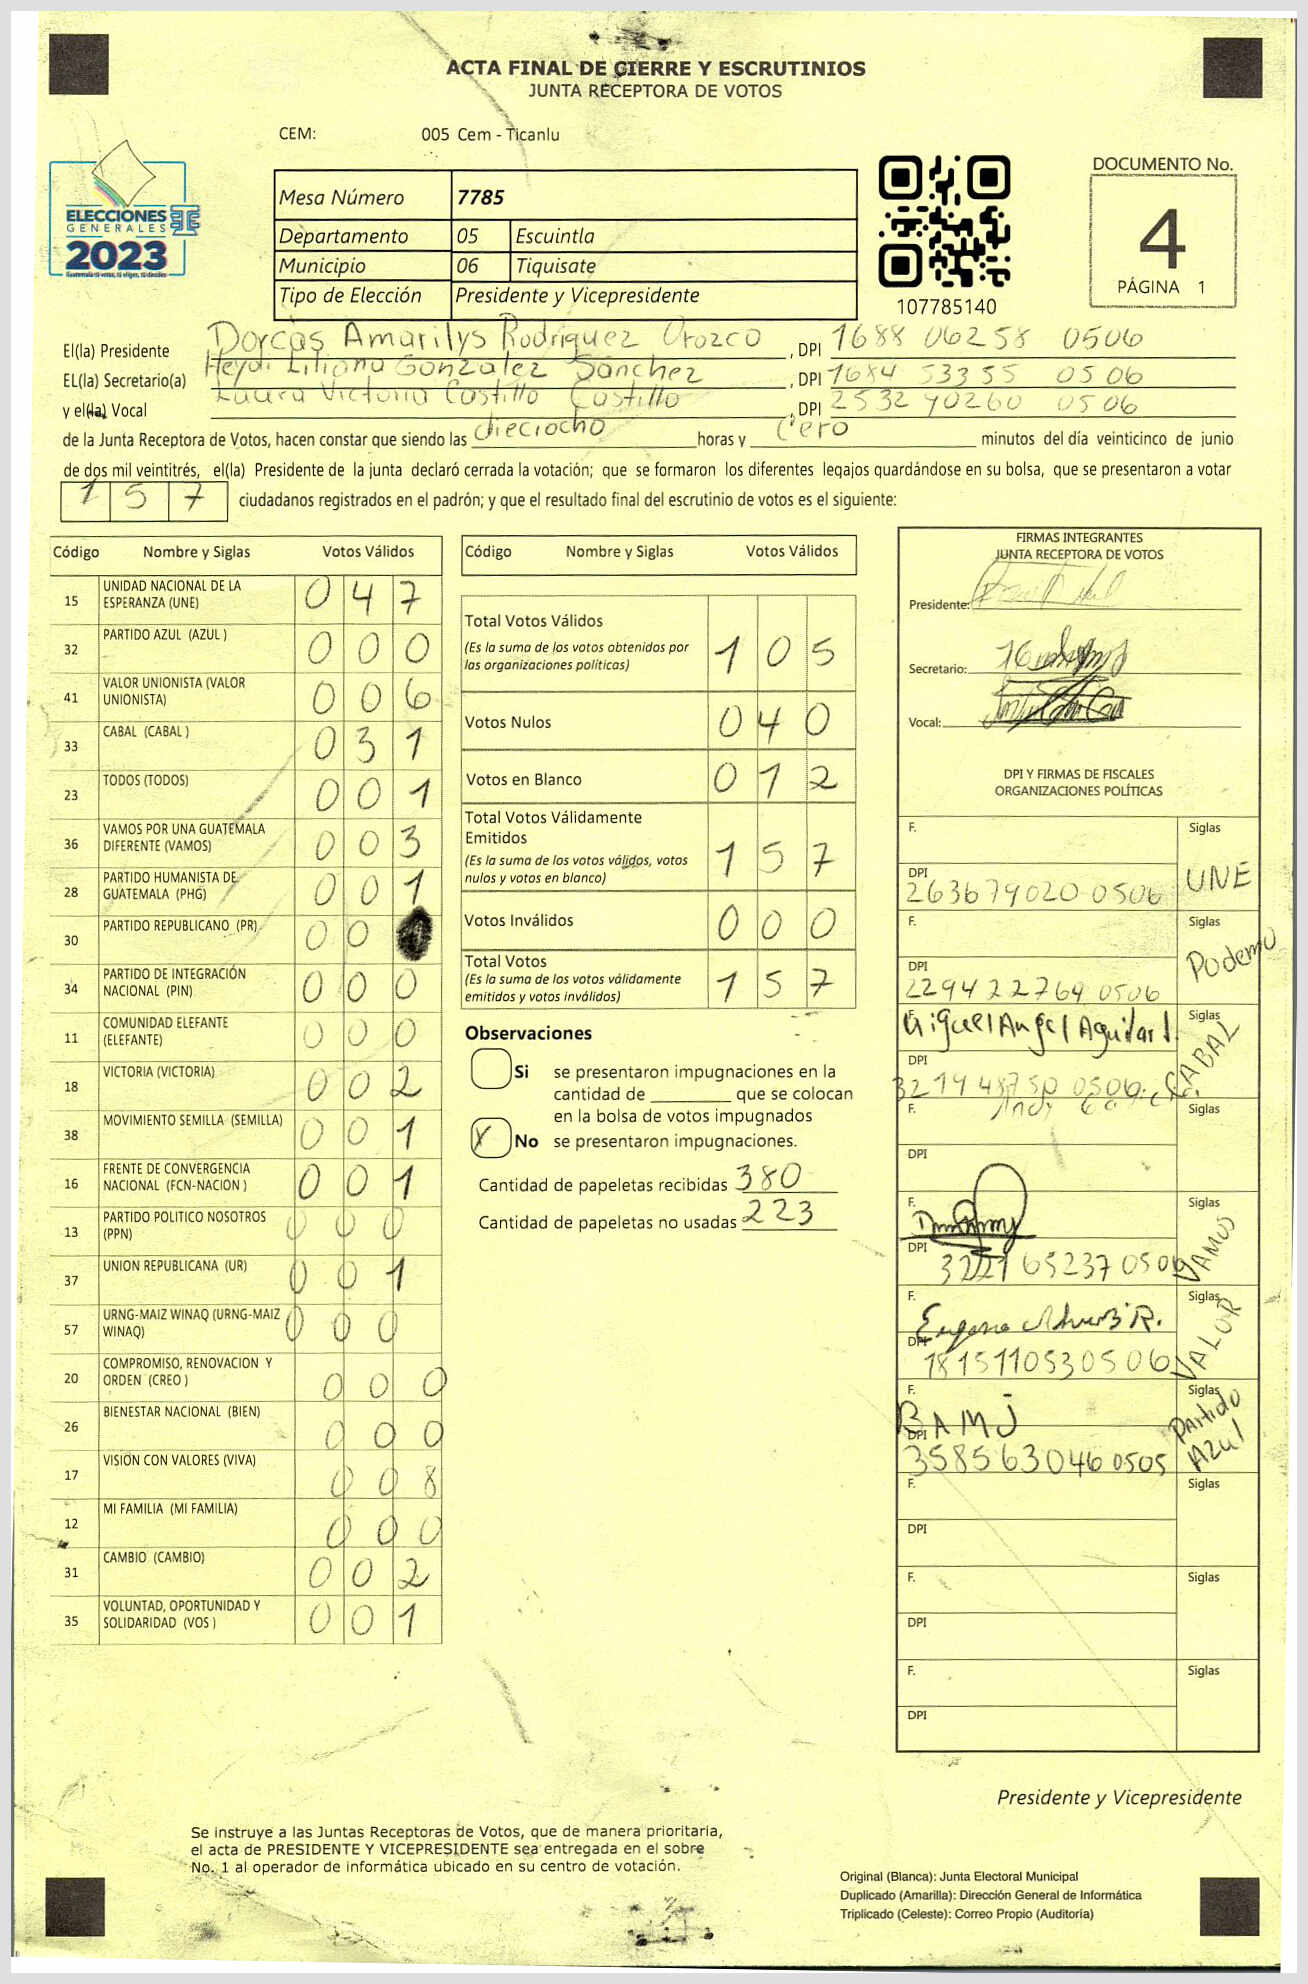 ACTA FINAL DE CIERRE Y ESCRUTINIOS
JUNTA RECEPTORA DE VOTOS
CEM: 005 Cem - Ticanlu
ELECCIONES
GENERALES
2023
Mesa Número 7785
Departamento 05 Escuintla
Municipio 06 Tiquisate
Tipo de Elección Presidente y Vicepresidente
107785140
DOCUMENTO No.
4
PÁGINA 1
El(la) Presidente Dorcas Amarilys Rodriguez Orozco , DPI 1688 06258 0506
EL(la) Secretario(a) Heydi Liliana Gonzalez Sánchez , DPI 1684 53355 0506
y el(la) Vocal Laura Victoria Castillo Castillo , DPI 2532 90260 0506
de la Junta Receptora de Votos, hacen constar que siendo las dieciocho horas y Cero minutos del día veinticinco de junio
de dos mil veintitrés, el(la) Presidente de la junta declaró cerrada la votación; que se formaron los diferentes legajos quardándose en su bolsa, que se presentaron a votar
157 ciudadanos registrados en el padrón; y que el resultado final del escrutinio de votos es el siguiente:
Código Nombre y Siglas Votos Válidos
15 UNIDAD NACIONAL DE LA ESPERANZA (UNE) 0 4 7
32 PARTIDO AZUL (AZUL ) 0 0 0
41 VALOR UNIONISTA (VALOR UNIONISTA) 0 0 6
33 CABAL (CABAL ) 0 3 1
23 TODOS (TODOS) 0 0 1
36 VAMOS POR UNA GUATEMALA DIFERENTE (VAMOS) 0 0 3
28 PARTIDO HUMANISTA DE GUATEMALA (PHG) 0 0 1
30 PARTIDO REPUBLICANO (PR) 0 0
34 PARTIDO DE INTEGRACIÓN NACIONAL (PIN) 0 0 0
11 COMUNIDAD ELEFANTE (ELEFANTE) 0 0 0
18 VICTORIA (VICTORIA) 0 0 2
38 MOVIMIENTO SEMILLA (SEMILLA) 0 0 1
16 FRENTE DE CONVERGENCIA NACIONAL (FCN-NACION ) 0 0 1
13 PARTIDO POLITICO NOSOTROS (PPN) 0 0 0
37 UNION REPUBLICANA (UR) 0 0 1
57 URNG-MAIZ WINAQ (URNG-MAIZ WINAQ) 0 0 0
20 COMPROMISO, RENOVACION Y ORDEN (CREO ) 0 0 0
26 BIENESTAR NACIONAL (BIEN) 0 0 0
17 VISION CON VALORES (VIVA) 0 0 8
12 MI FAMILIA (MI FAMILIA) 0 0 0
31 CAMBIO (CAMBIO) 0 0 2
35 VOLUNTAD, OPORTUNIDAD Y SOLIDARIDAD (VOS ) 0 0 1
Código Nombre y Siglas Votos Válidos
Total Votos Válidos
(Es la suma de los votos obtenidos por
las organizaciones políticas) 1 0 5
Votos Nulos 0 4 0
Votos en Blanco 0 1 2
Total Votos Válidamente
Emitidos
(Es la suma de los votos válidos, votos
nulos y votos en blanco) 1 5 7
Votos Inválidos 0 0 0
Total Votos
(Es la suma de los votos válidamente
emitidos y votos inválidos) 1 5 7
Observaciones
Si se presentaron impugnaciones en la
cantidad de ________ que se colocan
en la bolsa de votos impugnados
X No se presentaron impugnaciones.
Cantidad de papeletas recibidas 380
Cantidad de papeletas no usadas 223
FIRMAS INTEGRANTES
JUNTA RECEPTORA DE VOTOS
Presidente:
Secretario:
Vocal:
DPI Y FIRMAS DE FISCALES
ORGANIZACIONES POLÍTICAS
F. Siglas
DPI UNE
263679020 0506
F. Siglas
DPI Podemo
229422769 0506
F. Miguel Angel Aguilar Siglas
DPI CABAL
321948750 0506
F. Siglas
DPI
F. Siglas
DPI VAMOS
322165237 0506
F. Siglas
DPI VALOR
1815110530506
F. BAMJ Siglas
DPI Partido Azul
358563046 0505
F. Siglas
DPI
F. Siglas
DPI
F. Siglas
DPI
Presidente y Vicepresidente
Se instruye a las Juntas Receptoras de Votos, que de manera prioritaria,
el acta de PRESIDENTE Y VICEPRESIDENTE sea entregada en el sobre
No. 1 al operador de informática ubicado en su centro de votación.
Original (Blanca): Junta Electoral Municipal
Duplicado (Amarilla): Dirección General de Informática
Triplicado (Celeste): Correo Propio (Auditoría)